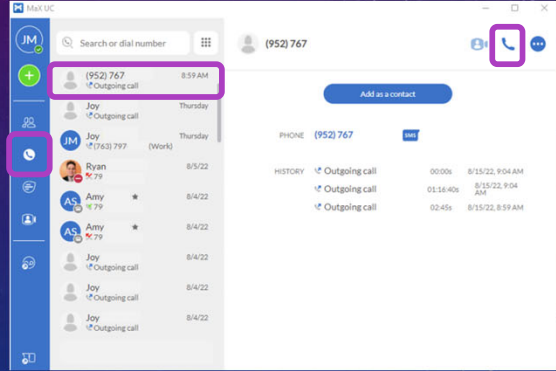 MaX UC
JM
Search or dial number
(952) 767
8:59 AM
Outgoing call
Joy
Thursday
Outgoing call
JM
Joy
Thursday
(763) 797
(Work)
Ryan
8/5/22
79
AS
Amy
8/4/22
79
AS
Amy
8/4/22
79
Joy
8/4/22
Outgoing call
Joy
8/4/22
Outgoing call
Joy
8/4/22
Outgoing call
(952) 767
Add as a contact
PHONE (952) 767
SMS
HISTORY Outgoing call 00:00s 8/15/22, 9:04 AM
Outgoing call 01:16:40s 8/15/22, 9:04
AM
Outgoing call 02:45s 8/15/22, 8:59 AM